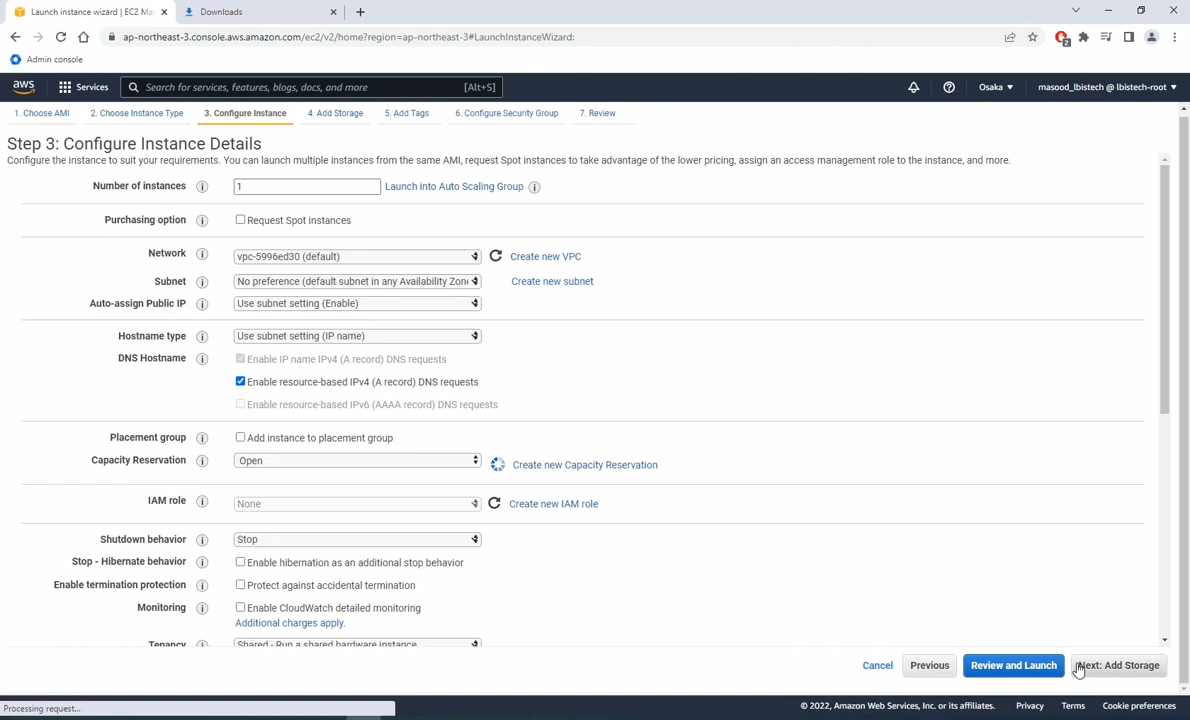 Launch instance wizard | EC2 Ma
Downloads
ap-northeast-3.console.aws.amazon.com/ec2/v2/home?region=ap-northeast-3#LaunchInstanceWizard:
2
Admin console
aws
Services
Search for services, features, blogs, docs, and more
[Alt+S]
Osaka ▼
masood_lbistech @ lbistech-root ▼
1. Choose AMI
2. Choose Instance Type
3. Configure Instance
4. Add Storage
5. Add Tags
6. Configure Security Group
7. Review
Step 3: Configure Instance Details
Configure the instance to suit your requirements. You can launch multiple instances from the same AMI, request Spot instances to take advantage of the lower pricing, assign an access management role to the instance, and more.
Number of instances
1
Launch into Auto Scaling Group
Purchasing option
Request Spot instances
Network
vpc-5996ed30 (default)
Create new VPC
Subnet
No preference (default subnet in any Availability Zon
Create new subnet
Auto-assign Public IP
Use subnet setting (Enable)
Hostname type
Use subnet setting (IP name)
DNS Hostname
Enable IP name IPv4 (A record) DNS requests
Enable resource-based IPv4 (A record) DNS requests
Enable resource-based IPv6 (AAAA record) DNS requests
Placement group
Add instance to placement group
Capacity Reservation
Open
Create new Capacity Reservation
IAM role
None
Create new IAM role
Shutdown behavior
Stop
Stop - Hibernate behavior
Enable hibernation as an additional stop behavior
Enable termination protection
Protect against accidental termination
Monitoring
Enable CloudWatch detailed monitoring
Additional charges apply.
Tenancy
Shared - Run a shared hardware instance
Cancel
Previous
Review and Launch
Next: Add Storage
Processing request...
© 2022, Amazon Web Services, Inc. or its affiliates.
Privacy
Terms
Cookie preferences